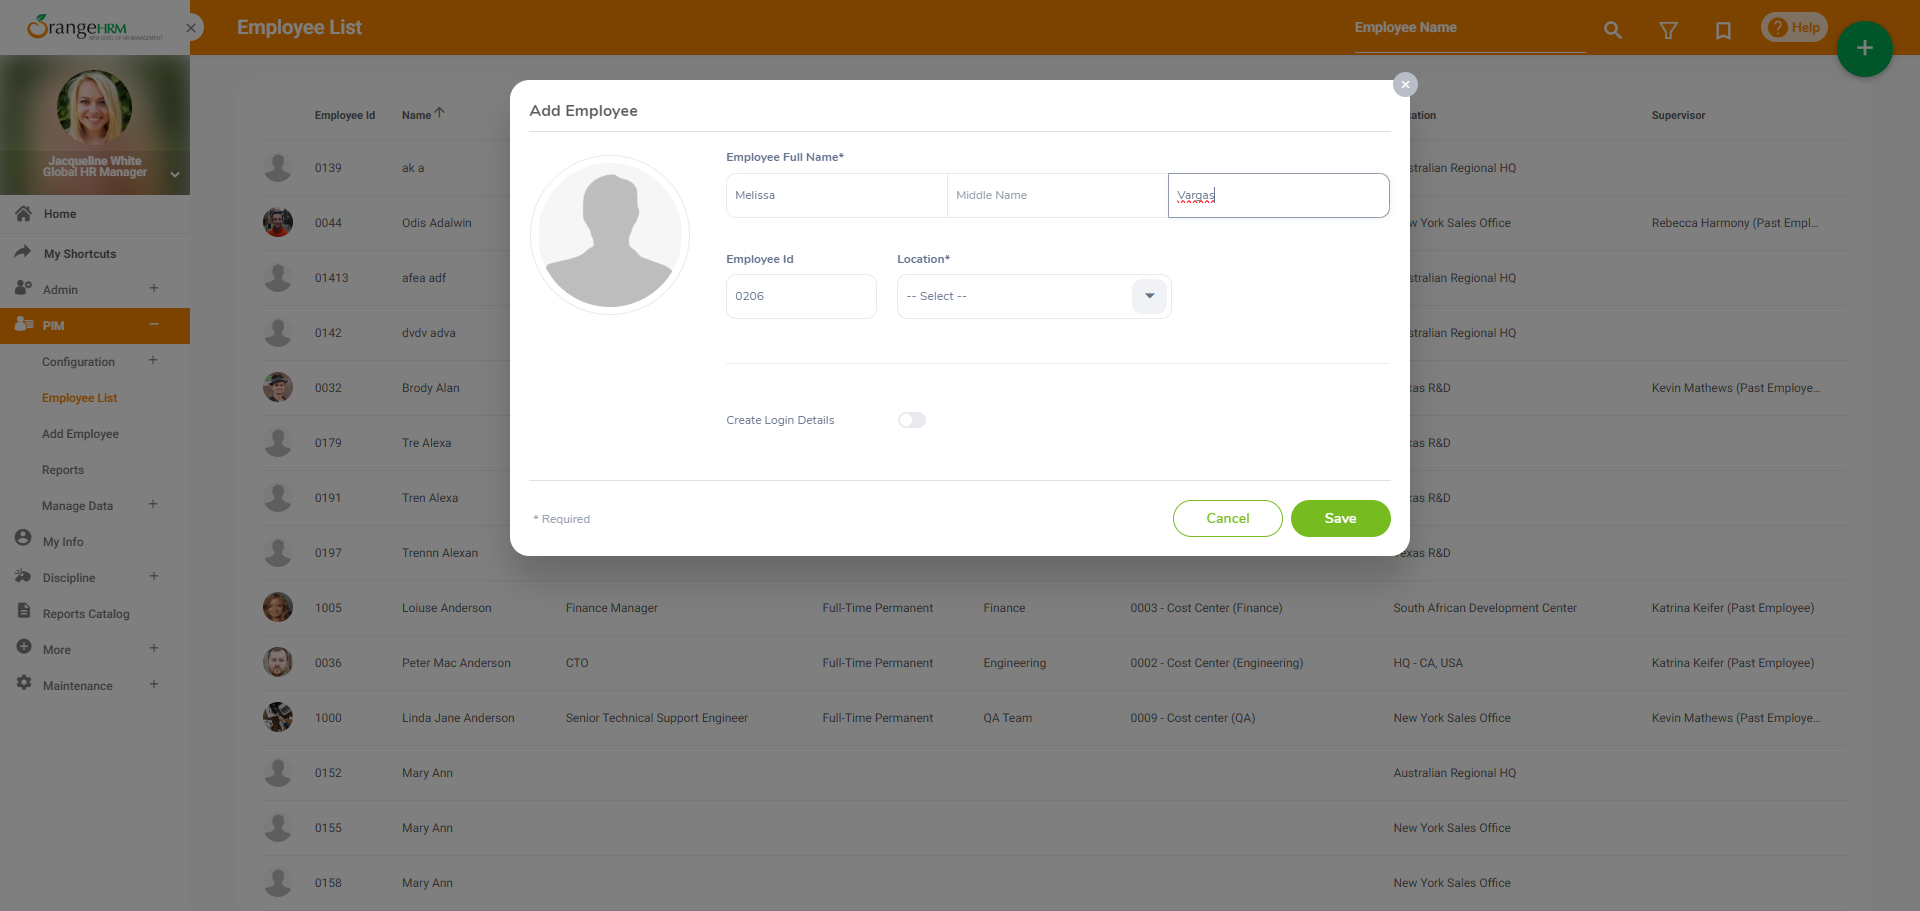 OrangeHRM
NEW LEVEL OF HR MANAGEMENT
Employee List
Employee Name
Help
Jacqueline White
Global HR Manager
Home
My Shortcuts
Admin
PIM
Configuration
Employee List
Add Employee
Reports
Manage Data
My Info
Discipline
Reports Catalog
More
Maintenance
Add Employee
Employee Full Name*
Melissa Middle Name Vargas
Employee Id Location*
0206 -- Select --
Create Login Details
* Required
Cancel Save
Employee Id Name ation Supervisor
0139 ak a stralian Regional HQ
0044 Odis Adalwin w York Sales Office Rebecca Harmony (Past Empl...
01413 afea adf stralian Regional HQ
0142 dvdv adva stralian Regional HQ
0032 Brody Alan xas R&D Kevin Mathews (Past Employe...
0179 Tre Alexa xas R&D
0191 Tren Alexa xas R&D
0197 Trennn Alexan Texas R&D
1005 Loiuse Anderson Finance Manager Full-Time Permanent Finance 0003 - Cost Center (Finance) South African Development Center Katrina Keifer (Past Employee)
0036 Peter Mac Anderson CTO Full-Time Permanent Engineering 0002 - Cost Center (Engineering) HQ - CA, USA Katrina Keifer (Past Employee)
1000 Linda Jane Anderson Senior Technical Support Engineer Full-Time Permanent QA Team 0009 - Cost center (QA) New York Sales Office Kevin Mathews (Past Employe...
0152 Mary Ann Australian Regional HQ
0155 Mary Ann New York Sales Office
0158 Mary Ann New York Sales Office